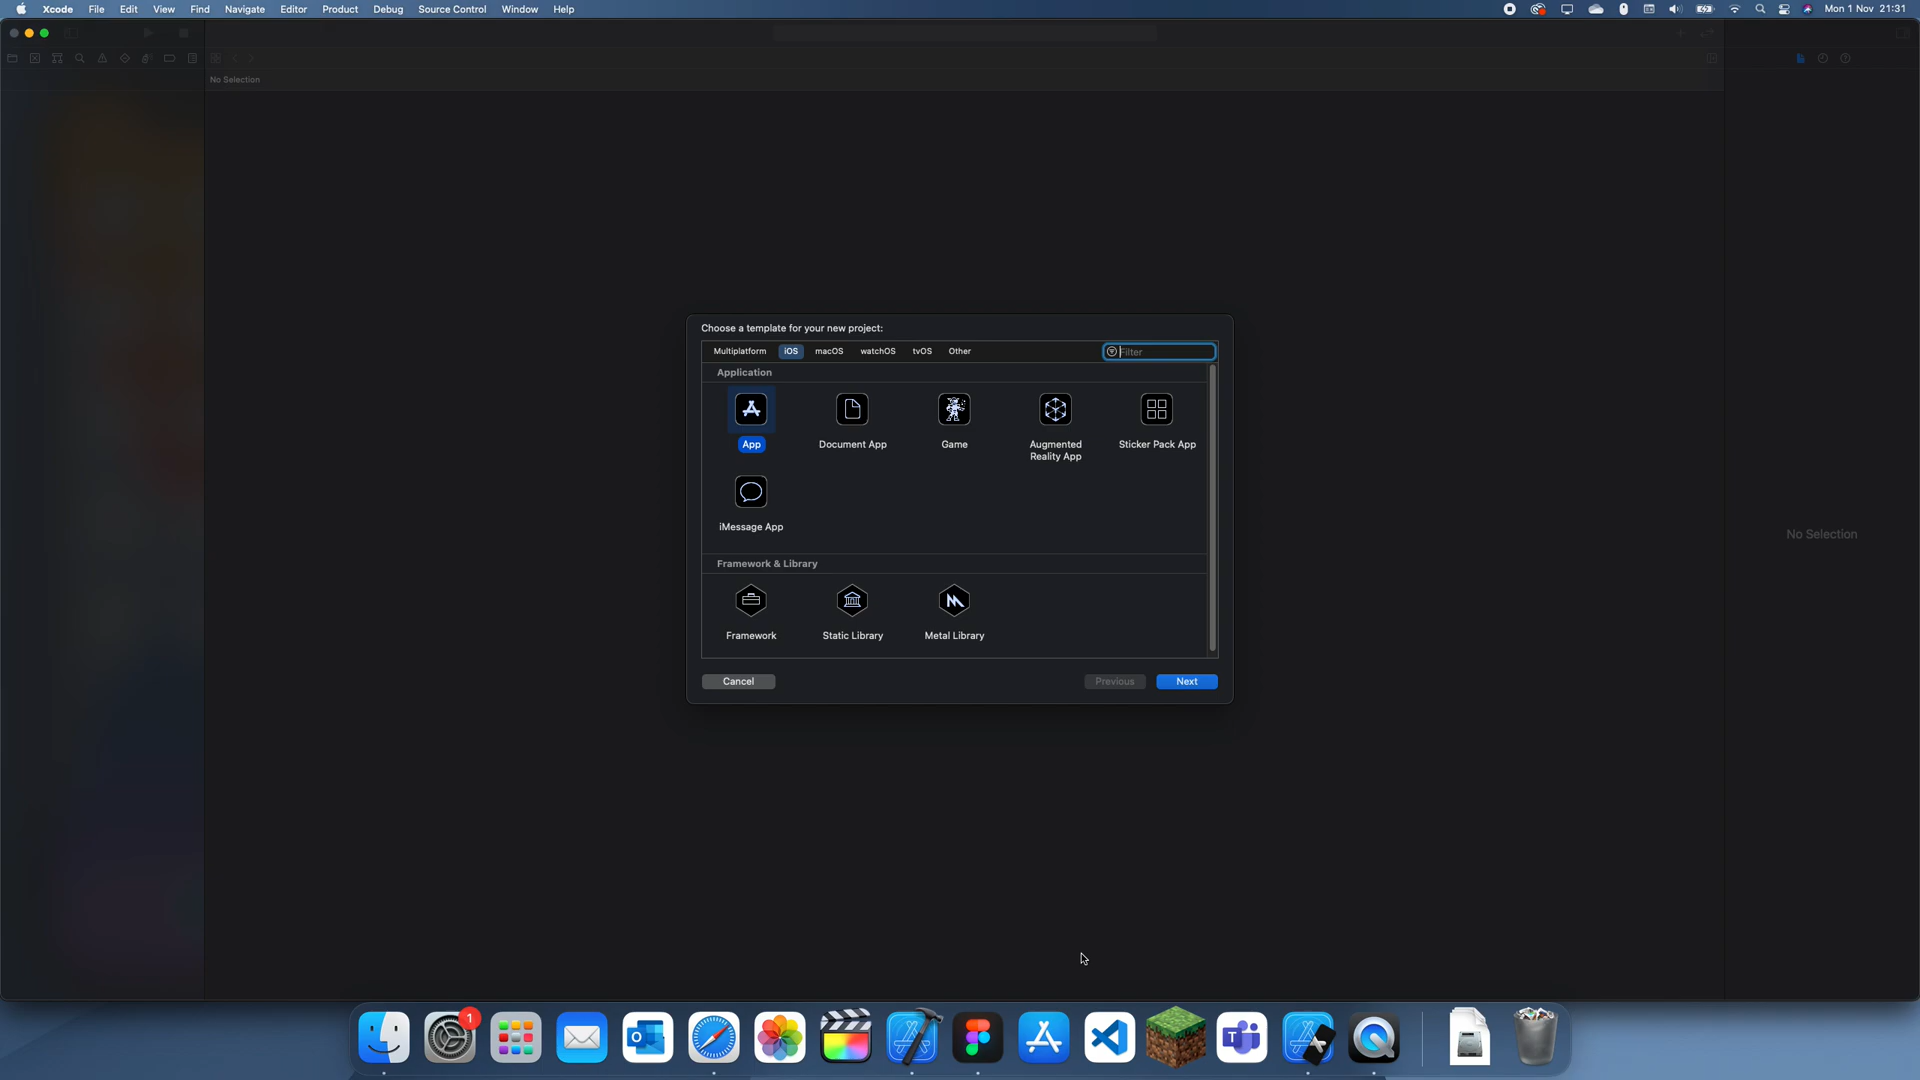 Xcode File Edit View Find Navigate Editor Product Debug Source Control Window Help Mon 1 Nov 21:31
No Selection
Choose a template for your new project:
Multiplatform iOS macOS watchOS tvOS Other Filter
Application
App Document App Game Augmented Reality App Sticker Pack App
iMessage App
No Selection
Framework & Library
Framework Static Library Metal Library
Cancel Previous Next
1